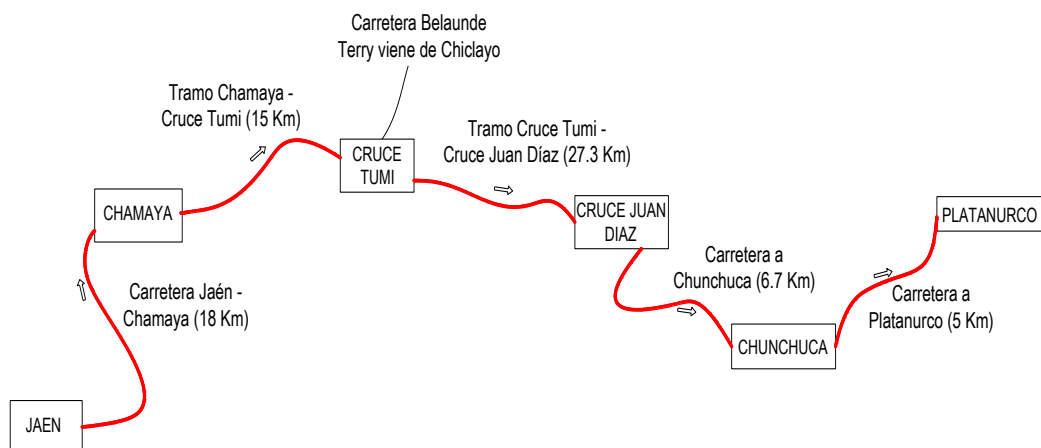 Carretera Belaunde
Terry viene de Chiclayo
Tramo Chamaya -
Cruce Tumi (15 Km)
CRUCE
TUMI
Tramo Cruce Tumi -
Cruce Juan Díaz (27.3 Km)
CHAMAYA
CRUCE JUAN
DIAZ
PLATANURCO
Carretera a
Chunchuca (6.7 Km)
Carretera Jaén -
Chamaya (18 Km)
Carretera a
Platanurco (5 Km)
CHUNCHUCA
JAEN